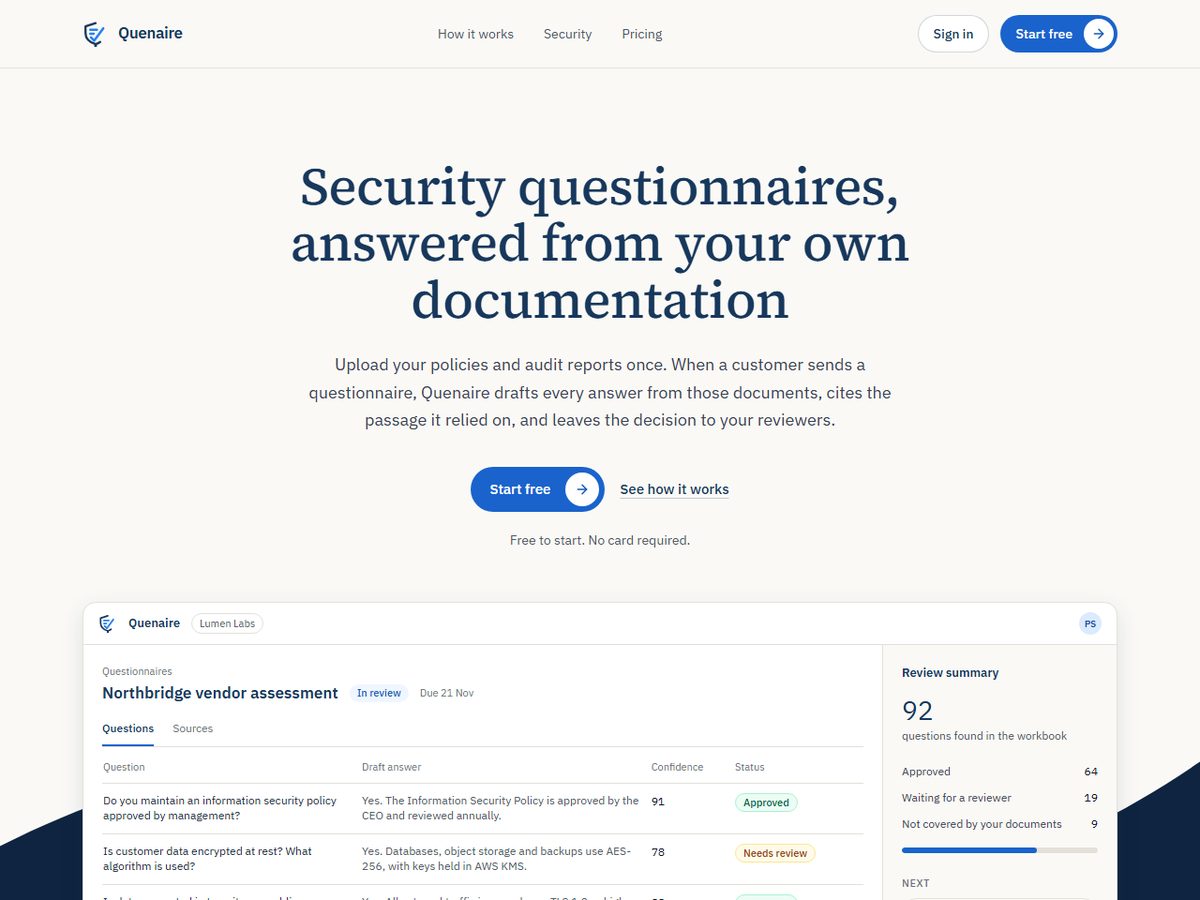 Quenaire
How it works
Security
Pricing
Sign in
Start free
Security questionnaires,
answered from your own
documentation
Upload your policies and audit reports once. When a customer sends a
questionnaire, Quenaire drafts every answer from those documents, cites the
passage it relied on, and leaves the decision to your reviewers.
Start free
See how it works
Free to start. No card required.
Quenaire
Lumen Labs
PS
Questionnaires
Northbridge vendor assessment
In review
Due 21 Nov
Questions
Sources
Question
Draft answer
Confidence
Status
Do you maintain an information security policy
approved by management?
Yes. The Information Security Policy is approved by the
CEO and reviewed annually.
91
Approved
Is customer data encrypted at rest? What
algorithm is used?
Yes. Databases, object storage and backups use AES-
256, with keys held in AWS KMS.
78
Needs review
Review summary
92
questions found in the workbook
Approved
64
Waiting for a reviewer
19
Not covered by your documents
9
NEXT